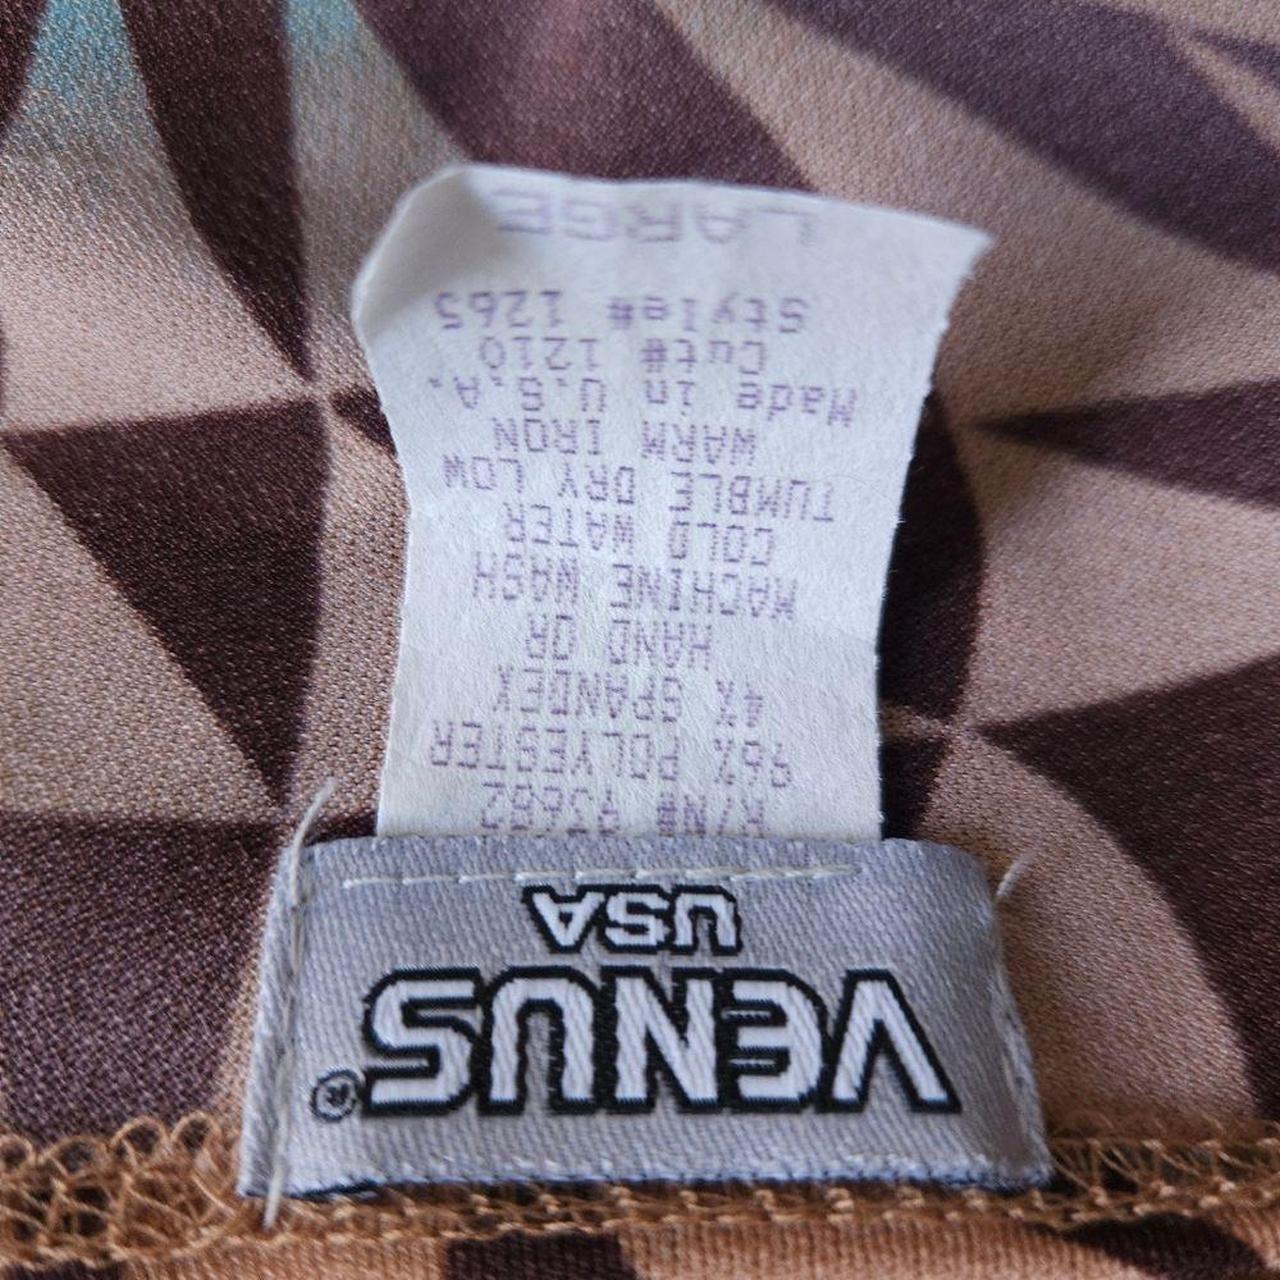 VENUS®
USA
R/N# 93682
96% POLYESTER
4% SPANDEX
HAND OR
MACHINE WASH
COLD WATER
TUMBLE DRY LOW
WARM IRON
Made in U.S.A.
Cut# 1210
Style# 1265
LARGE